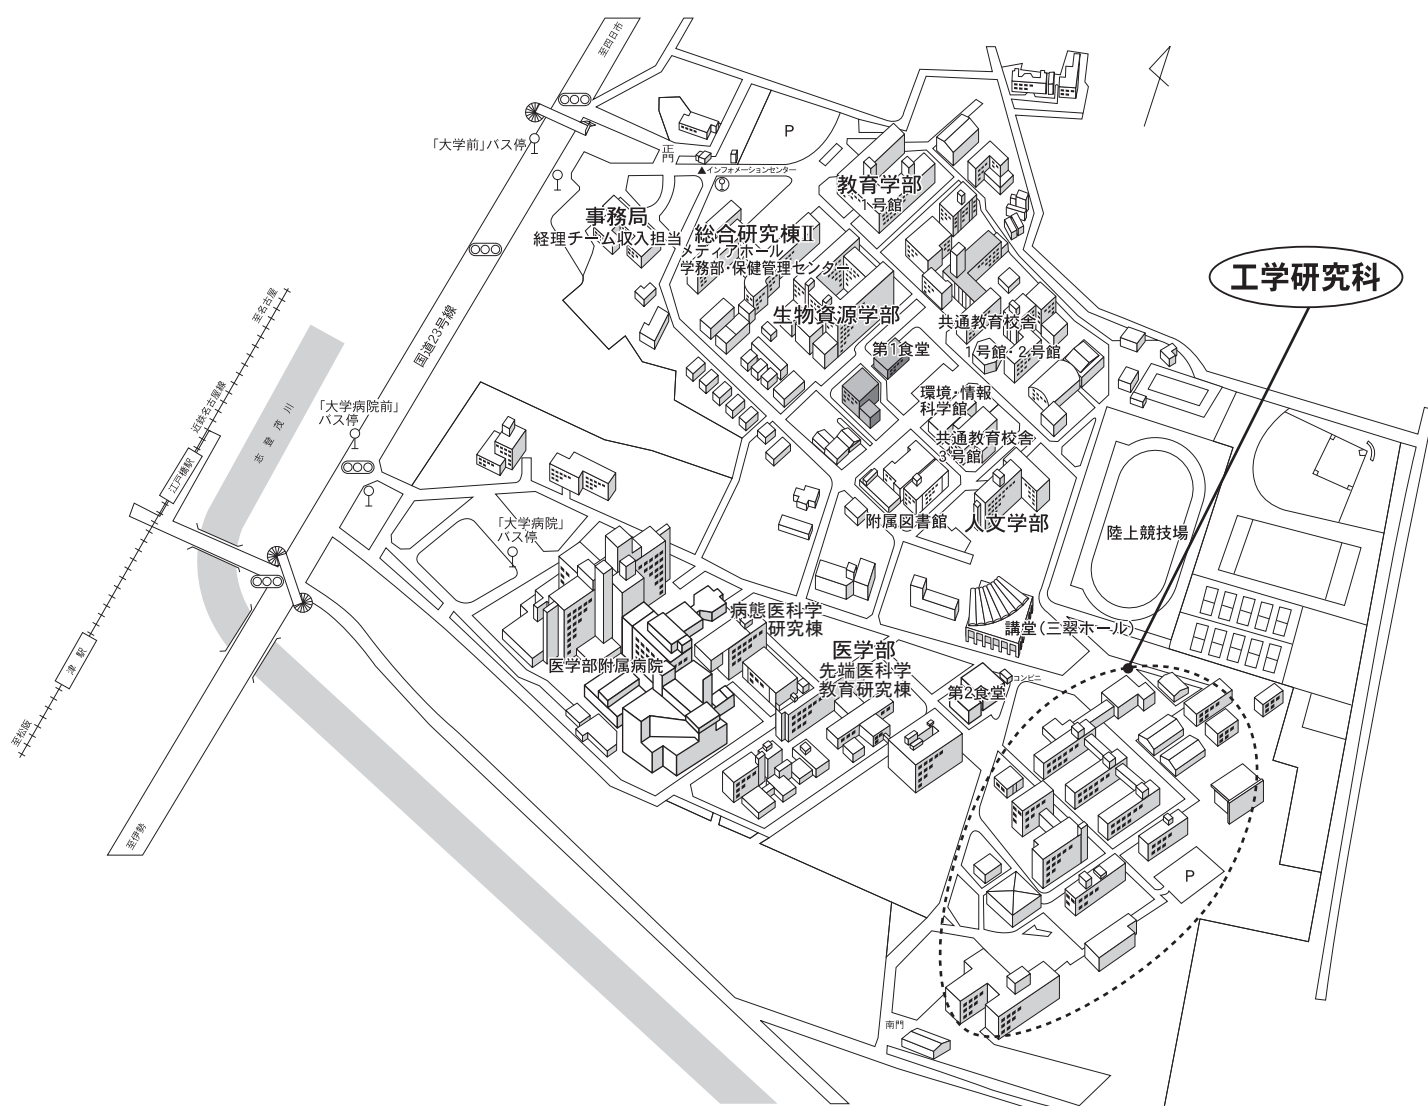 至四日市
「大学前」バス停
正門
P
▲インフォメーションセンター
教育学部
1号館
事務局
経理チーム収入担当
総合研究棟Ⅱ
メディアホール
学務部・保健管理センター
生物資源学部
工学研究科
至名古屋
国道23号線
共通教育校舎
1号館・2号館
第1食堂
近鉄名古屋線
「大学病院前」
バス停
志登茂川
環境・情報
科学館
共通教育校舎
3号館
江戸橋駅
附属図書館
人文学部
「大学病院」
バス停
陸上競技場
病態医科学
研究棟
講堂(三翠ホール)
津駅
医学部附属病院
医学部
先端医科学
教育研究棟
第2食堂
コンビニ
至松阪
至伊勢
P
南門